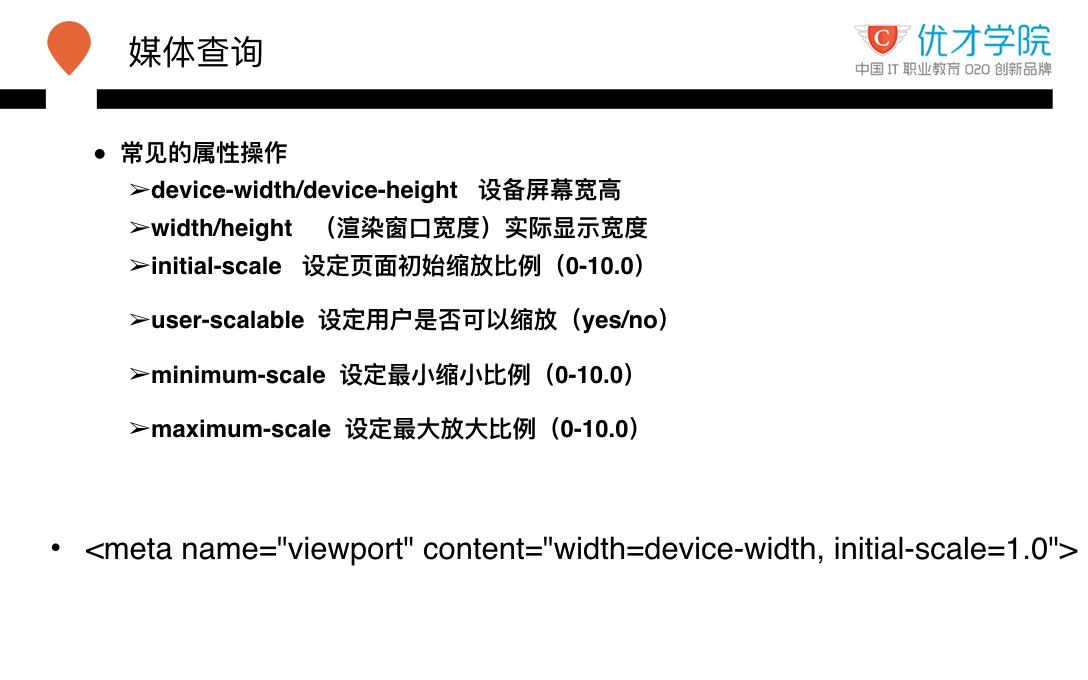 媒体查询
C 优才学院
中国 IT 职业教育 O2O 创新品牌
• 常见的属性操作
➢device-width/device-height 设备屏幕宽高
➢width/height （渲染窗口宽度）实际显示宽度
➢initial-scale 设定页面初始缩放比例（0-10.0）
➢user-scalable 设定用户是否可以缩放（yes/no）
➢minimum-scale 设定最小缩小比例（0-10.0）
➢maximum-scale 设定最大放大比例（0-10.0）
• <meta name="viewport" content="width=device-width, initial-scale=1.0">